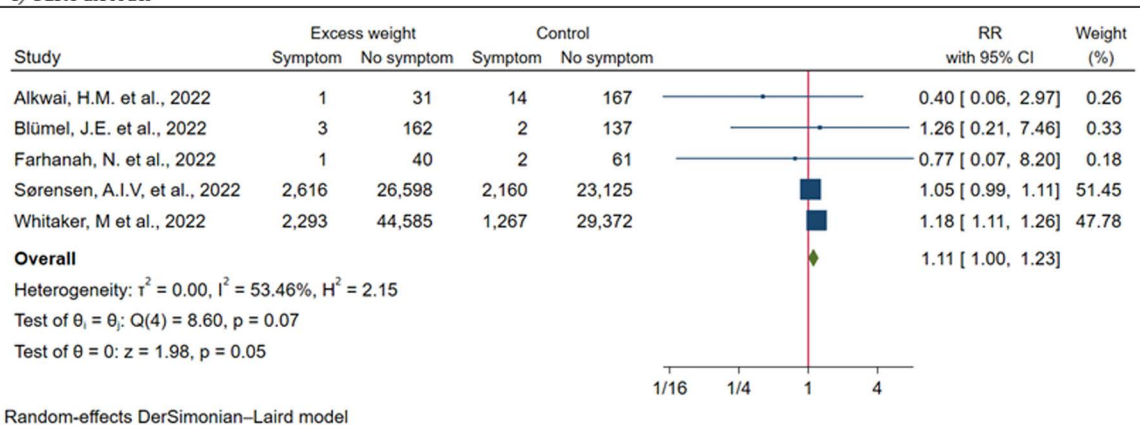 Excess weight Control RR Weight
Study Symptom No symptom Symptom No symptom with 95% CI (%)
Alkwai, H.M. et al., 2022 1 31 14 167 0.40 [ 0.06, 2.97] 0.26
Blümel, J.E. et al., 2022 3 162 2 137 1.26 [ 0.21, 7.46] 0.33
Farhanah, N. et al., 2022 1 40 2 61 0.77 [ 0.07, 8.20] 0.18
Sørensen, A.I.V, et al., 2022 2,616 26,598 2,160 23,125 1.05 [ 0.99, 1.11] 51.45
Whitaker, M et al., 2022 2,293 44,585 1,267 29,372 1.18 [ 1.11, 1.26] 47.78
Overall 1.11 [ 1.00, 1.23]
Heterogeneity: τ² = 0.00, I² = 53.46%, H² = 2.15
Test of θᵢ = θⱼ: Q(4) = 8.60, p = 0.07
Test of θ = 0: z = 1.98, p = 0.05
1/16 1/4 1 4
Random-effects DerSimonian–Laird model